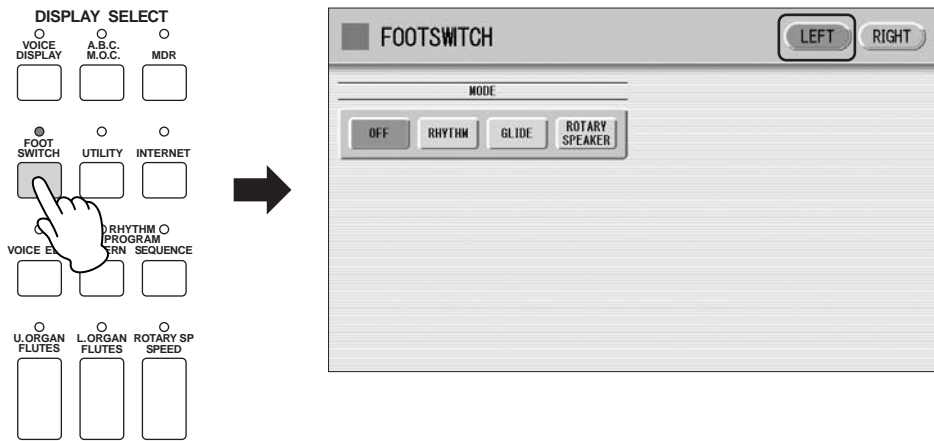 DISPLAY SELECT
VOICE DISPLAY
A.B.C. M.O.C.
MDR
FOOT SWITCH
UTILITY
INTERNET
RHYTHM
PROGRAM
VOICE
SEQUENCE
U.ORGAN FLUTES
L.ORGAN FLUTES
ROTARY SP SPEED
FOOTSWITCH
LEFT
RIGHT
MODE
OFF
RHYTHM
GLIDE
ROTARY SPEAKER